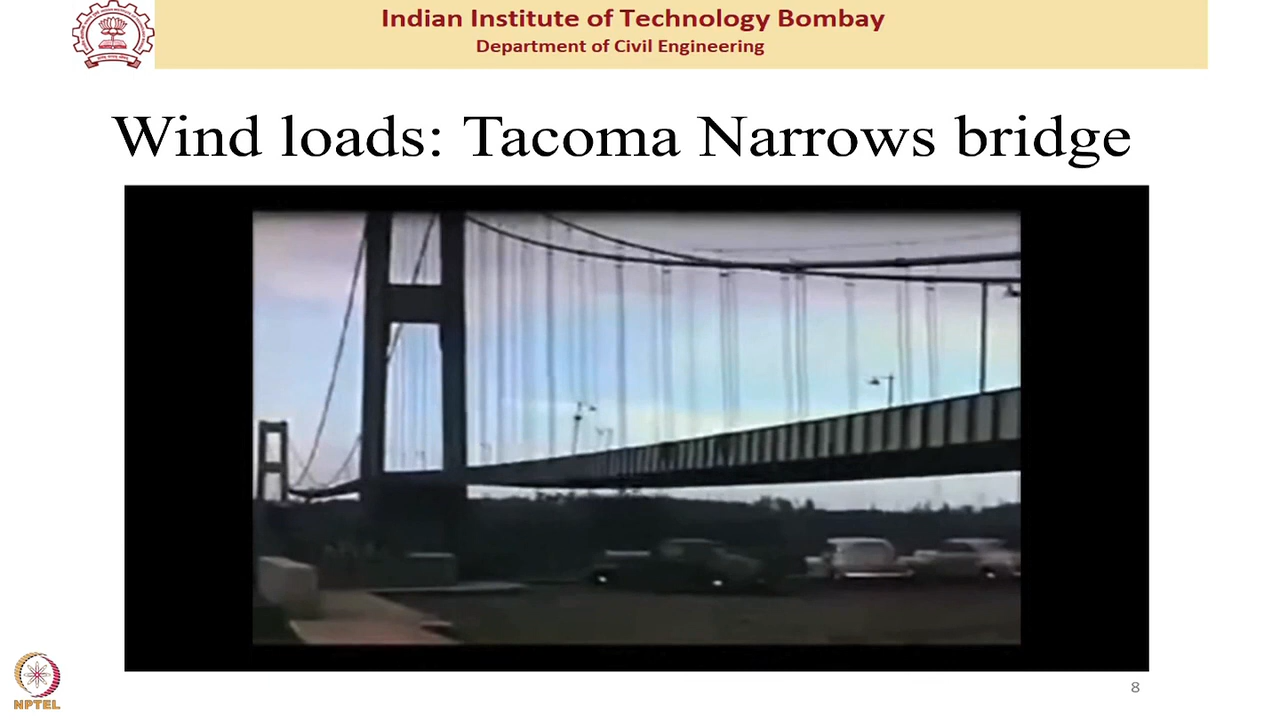 Indian Institute of Technology Bombay
Department of Civil Engineering
Wind loads: Tacoma Narrows bridge
8
NPTEL